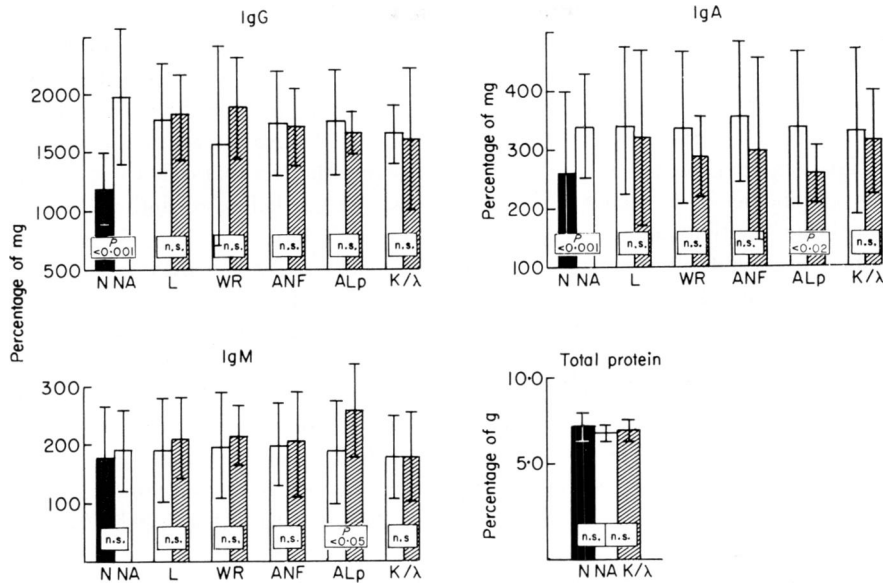 IgG
Percentage of mg
2000
1500
1000
500
P
<0·001
n.s.
n.s.
n.s.
n.s.
n.s.
N NA L WR ANF ALp K/λ
IgA
Percentage of mg
400
300
200
100
P
<0·001
n.s.
n.s.
n.s.
P
<0·02
n.s.
N NA L WR ANF ALp K/λ
IgM
300
200
100
n.s.
n.s.
n.s.
n.s.
P
<0·05
n.s
N NA L WR ANF ALp K/λ
Total protein
Percentage of g
10·0
5·0
n.s.
n.s.
N NA K/λ